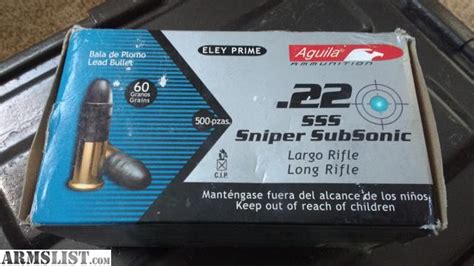 ELEY PRIME
Aguila
AMMUNITION
Bala de Plomo
Lead Bullet
60
Granos
Grains
500 pzas.
.22
SSS
Sniper SubSonic
Largo Rifle
Long Rifle
C.I.P.
Manténgase fuera del alcance de los niños
Keep out of reach of children
ARMSLIST.COM